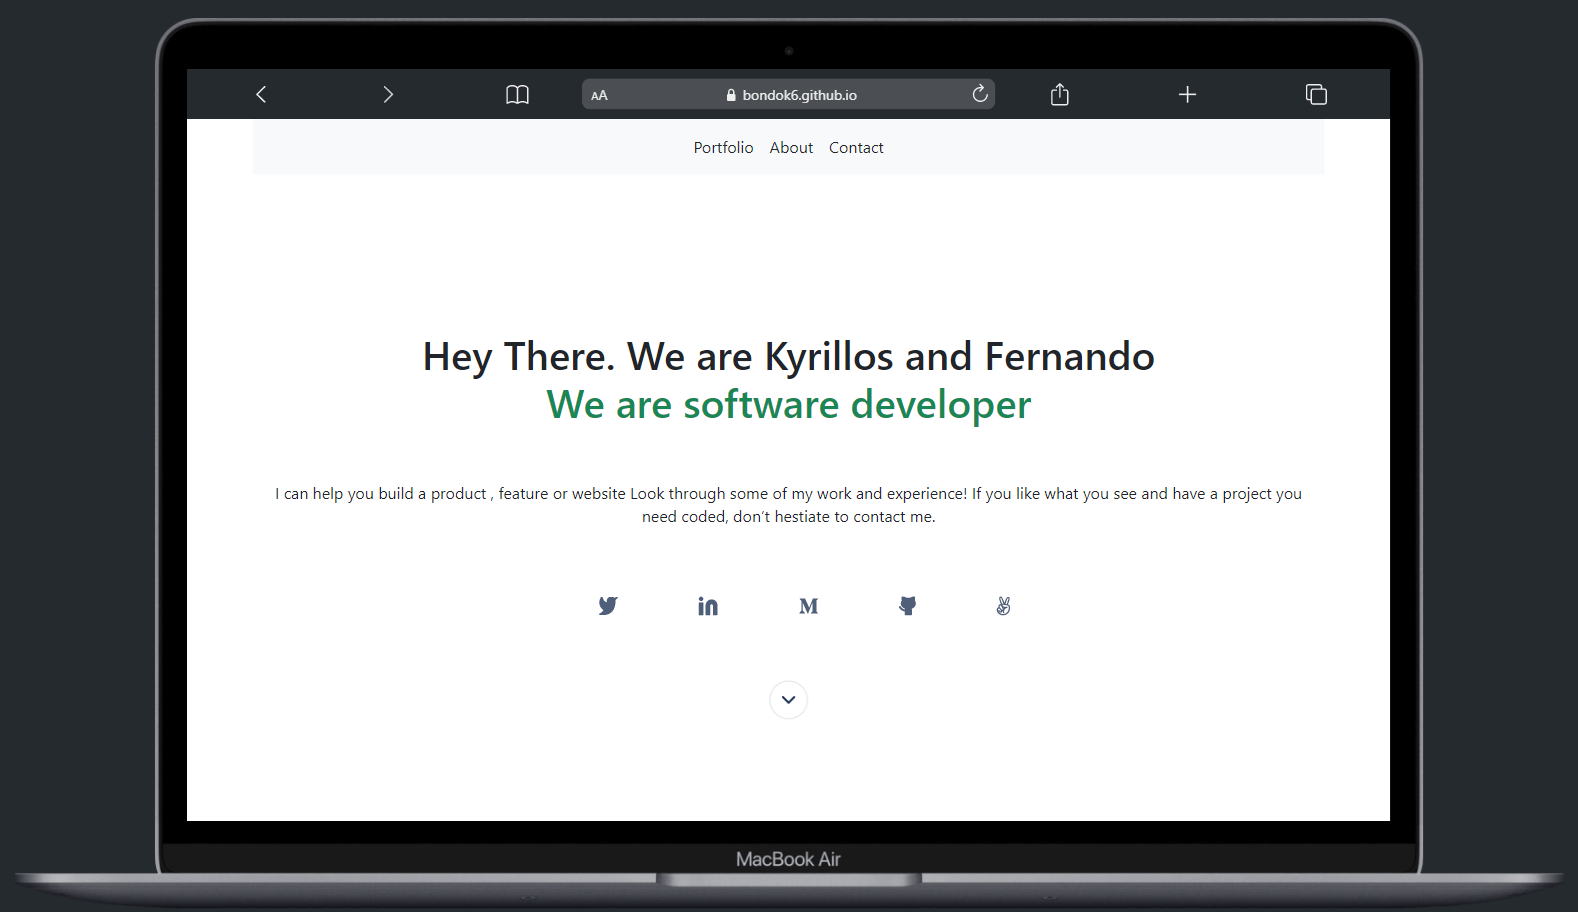 AA bondok6.github.io
Portfolio About Contact
Hey There. We are Kyrillos and Fernando
We are software developer
I can help you build a product , feature or website Look through some of my work and experience! If you like what you see and have a project you
need coded, don’t hestiate to contact me.
MacBook Air